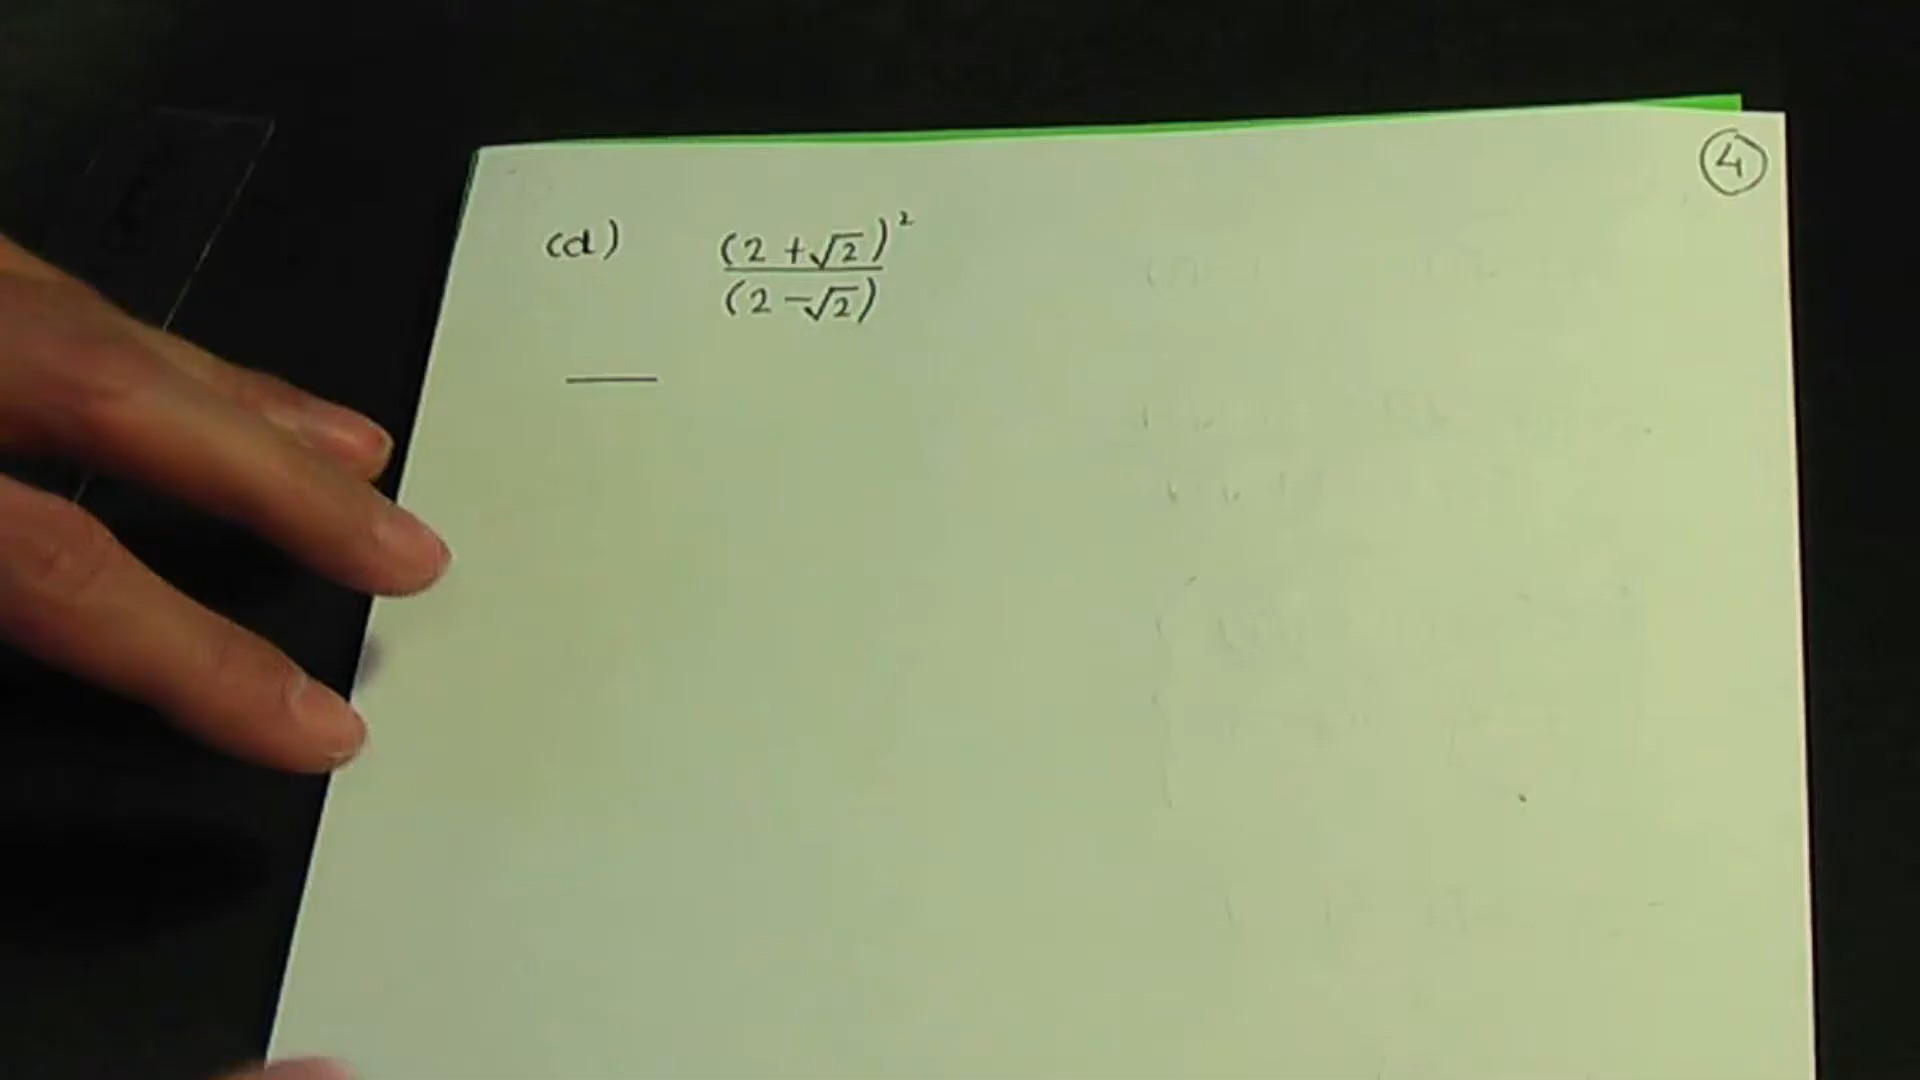 ④
(d) (2 + √2)²
(2 - √2)